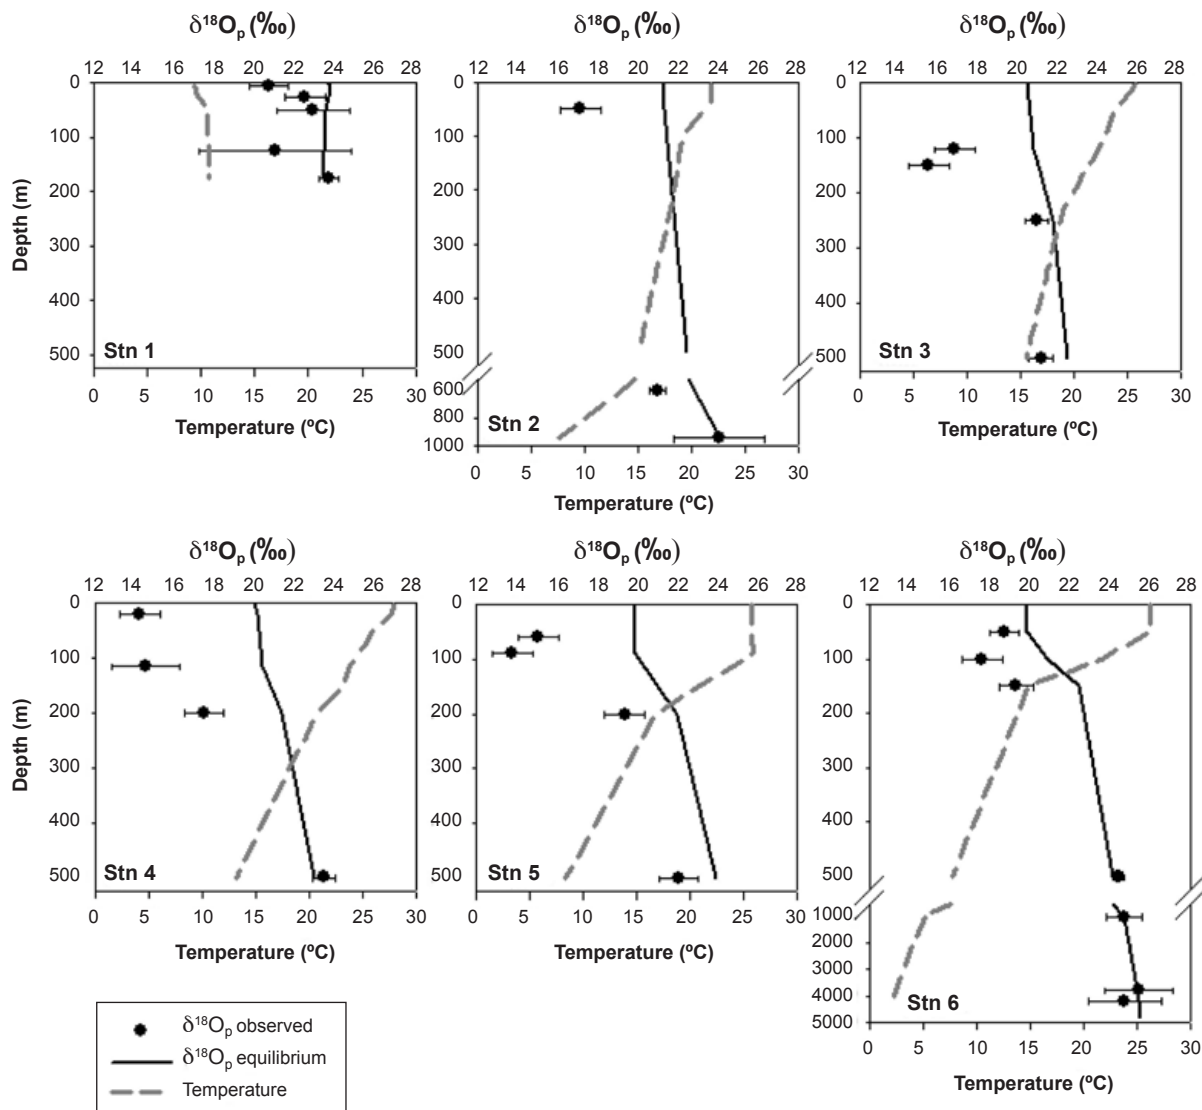 δ¹⁸Oₚ (‰) δ¹⁸Oₚ (‰) δ¹⁸Oₚ (‰)
12 14 16 18 20 22 24 26 28 12 14 16 18 20 22 24 26 28 12 14 16 18 20 22 24 26 28
Depth (m)
0
100
200
300
400
500
Stn 1
0 5 10 15 20 25 30
Temperature (ºC)
0
100
200
300
400
500
600
800
1000
Stn 2
0 5 10 15 20 25 30
Temperature (ºC)
0
100
200
300
400
500
Stn 3
0 5 10 15 20 25 30
Temperature (ºC)
δ¹⁸Oₚ (‰) δ¹⁸Oₚ (‰) δ¹⁸Oₚ (‰)
12 14 16 18 20 22 24 26 28 12 14 16 18 20 22 24 26 28 12 14 16 18 20 22 24 26 28
Depth (m)
0
100
200
300
400
500
Stn 4
0 5 10 15 20 25 30
Temperature (ºC)
0
100
200
300
400
500
Stn 5
0 5 10 15 20 25 30
Temperature (ºC)
0
100
200
300
400
500
1000
2000
3000
4000
5000
Stn 6
0 5 10 15 20 25 30
Temperature (ºC)
δ¹⁸Oₚ observed
δ¹⁸Oₚ equilibrium
Temperature